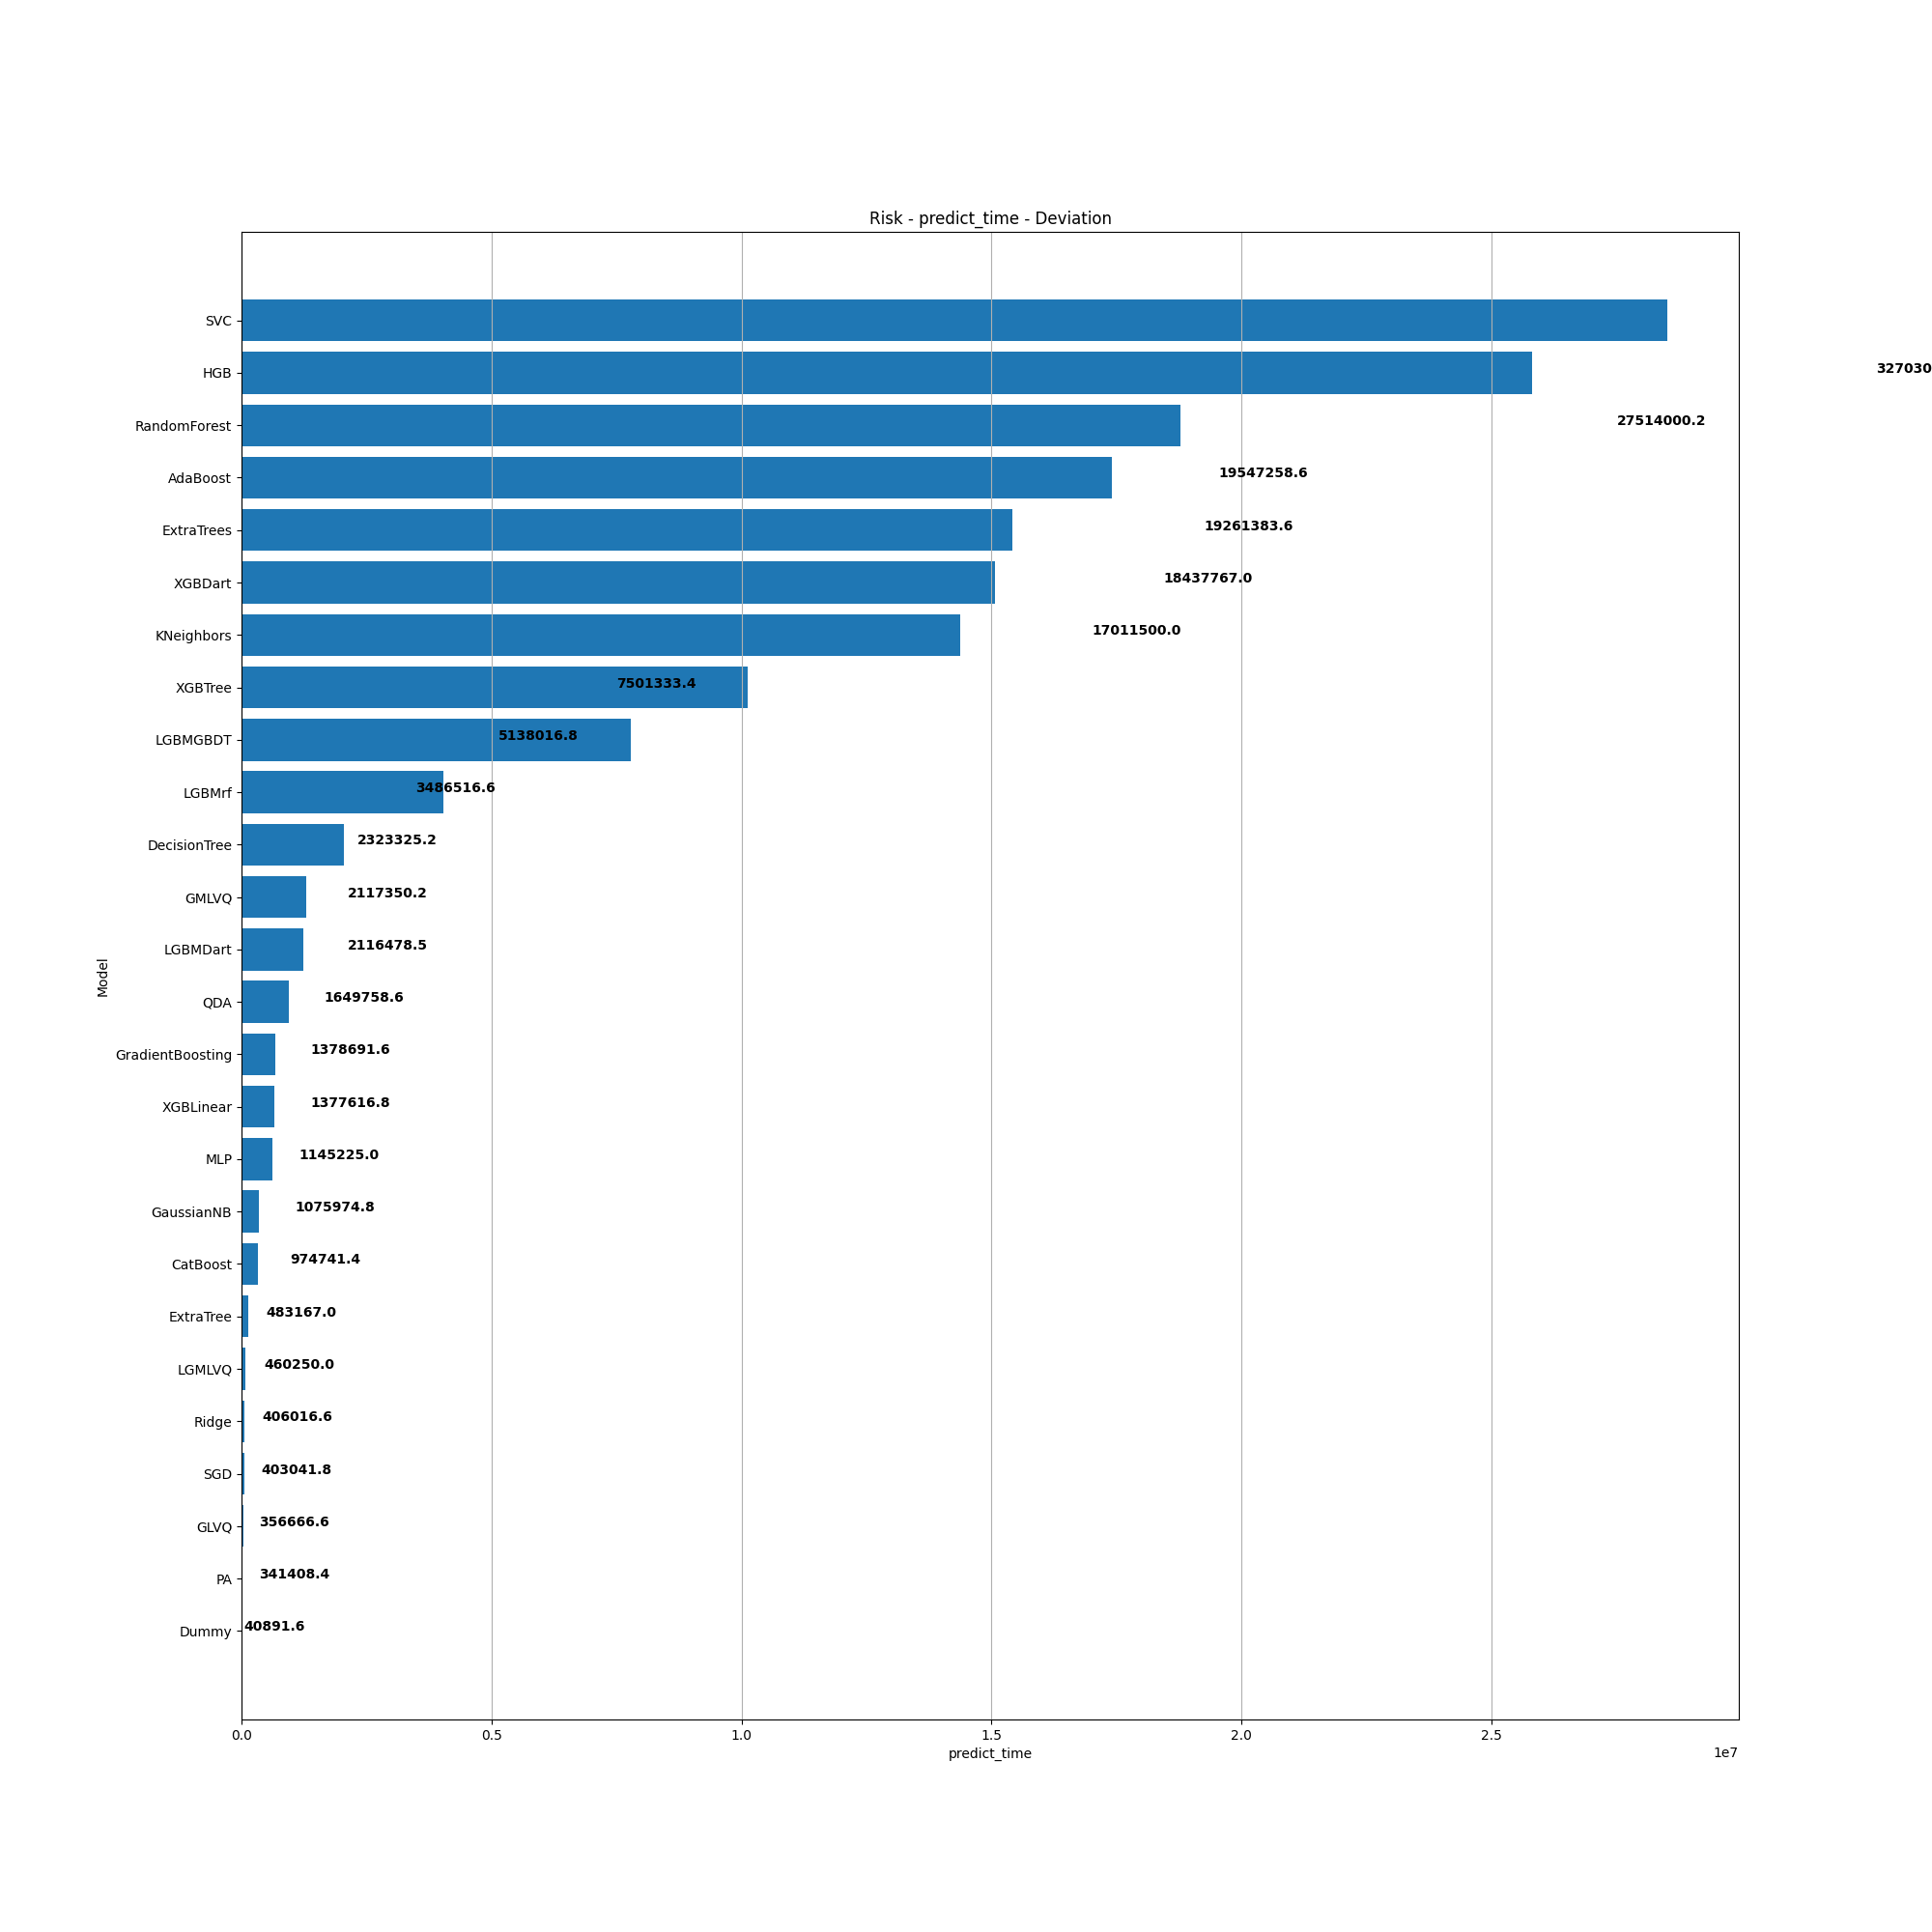 Risk - predict_time - Deviation
SVC
HGB 327030
RandomForest 27514000.2
AdaBoost 19547258.6
ExtraTrees 19261383.6
XGBDart 18437767.0
KNeighbors 17011500.0
XGBTree 7501333.4
LGBMGBDT 5138016.8
LGBMrf 3486516.6
DecisionTree 2323325.2
GMLVQ 2117350.2
LGBMDart 2116478.5
QDA 1649758.6
GradientBoosting 1378691.6
XGBLinear 1377616.8
MLP 1145225.0
GaussianNB 1075974.8
CatBoost 974741.4
ExtraTree 483167.0
LGMLVQ 460250.0
Ridge 406016.6
SGD 403041.8
GLVQ 356666.6
PA 341408.4
Dummy 40891.6
Model
0.0 0.5 1.0 1.5 2.0 2.5
predict_time
1e7